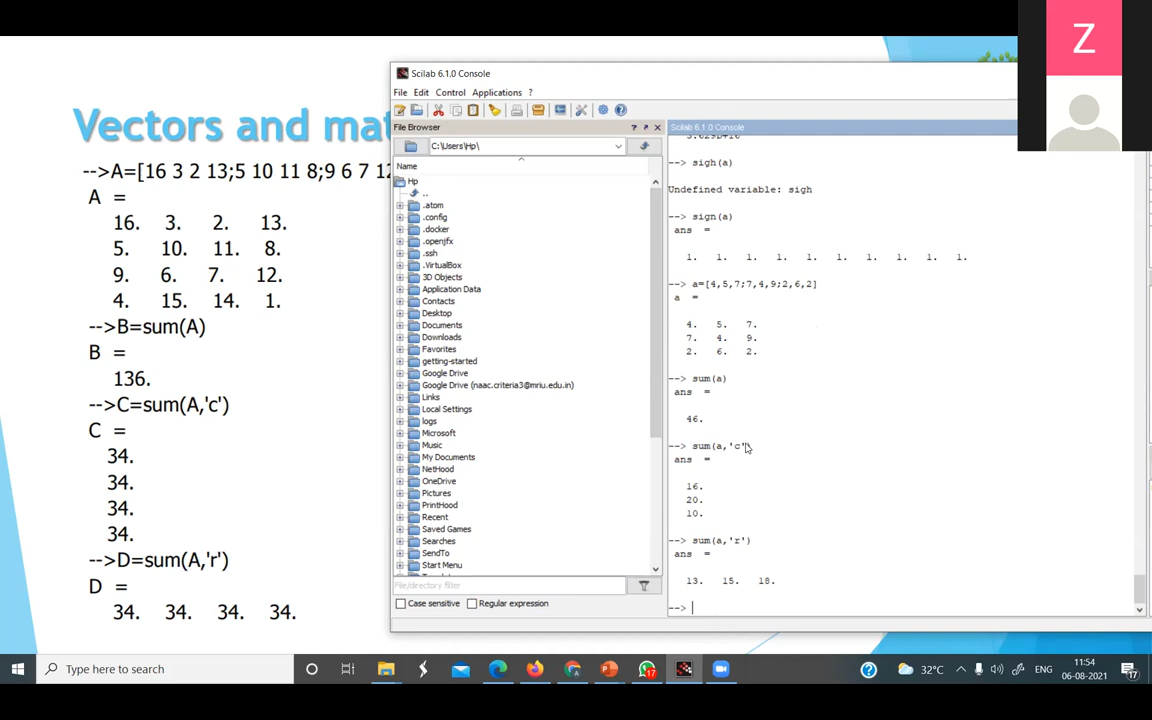 Z
Vectors and mat
-->A=[16 3 2 13;5 10 11 8;9 6 7 12
A =
16. 3. 2. 13.
5. 10. 11. 8.
9. 6. 7. 12.
4. 15. 14. 1.
-->B=sum(A)
B =
136.
-->C=sum(A,'c')
C =
34.
34.
34.
34.
-->D=sum(A,'r')
D =
34. 34. 34. 34.
Scilab 6.1.0 Console
File Edit Control Applications ?
File Browser
C:\Users\Hp\
Name
Hp
..
.atom
.config
.docker
.openjfx
.ssh
.VirtualBox
3D Objects
Application Data
Contacts
Desktop
Documents
Downloads
Favorites
getting-started
Google Drive
Google Drive (naac.criteria3@mriu.edu.in)
Links
Local Settings
logs
Microsoft
Music
My Documents
NetHood
OneDrive
Pictures
PrintHood
Recent
Saved Games
Searches
SendTo
Start Menu
File/directory filter
Case sensitive Regular expression
Scilab 6.1.0 Console
--> sigh(a)
Undefined variable: sigh
--> sign(a)
ans =
1. 1. 1. 1. 1. 1. 1. 1. 1. 1.
--> a=[4,5,7;7,4,9;2,6,2]
a =
4. 5. 7.
7. 4. 9.
2. 6. 2.
--> sum(a)
ans =
46.
--> sum(a,'c')
ans =
16.
20.
10.
--> sum(a,'r')
ans =
13. 15. 18.
-->
Type here to search
17
32°C
ENG
11:54
06-08-2021
17